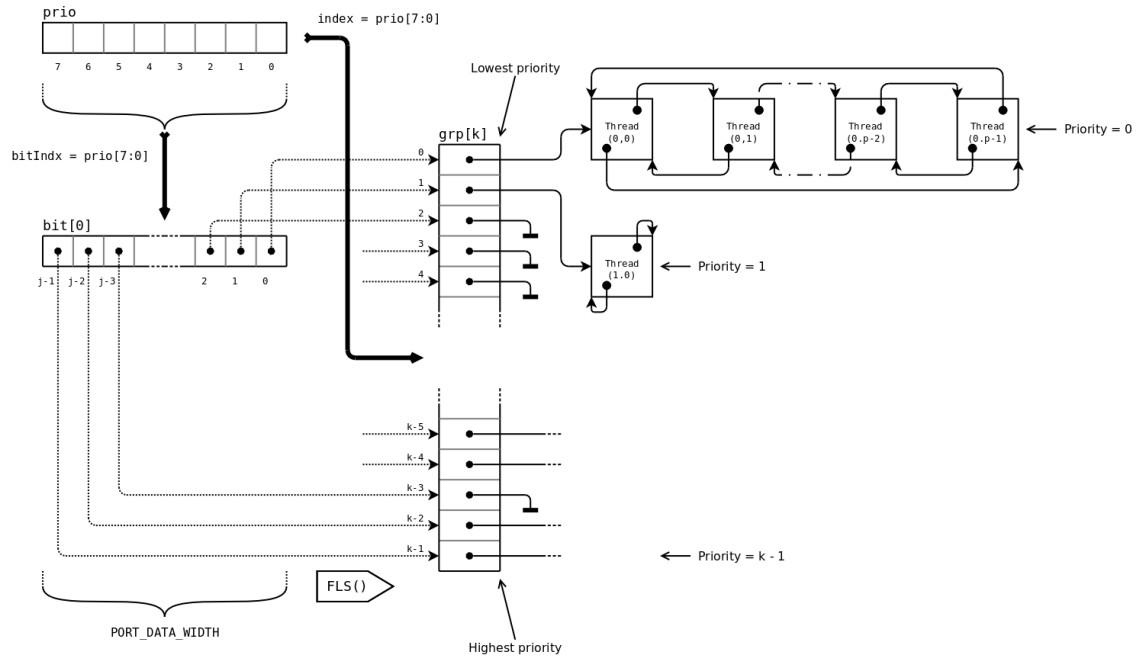 prio
index = prio[7:0]
7 6 5 4 3 2 1 0
Lowest priority
grp[k]
Thread
(0,0)
Thread
(0,1)
Thread
(0.p-2)
Thread
(0.p-1)
Priority = 0
bitIndx = prio[7:0]
0
1
2
3
4
bit[0]
j-1 j-2 j-3 2 1 0
Thread
(1.0)
Priority = 1
k-5
k-4
k-3
k-2
k-1
Priority = k - 1
FLS()
PORT_DATA_WIDTH
Highest priority